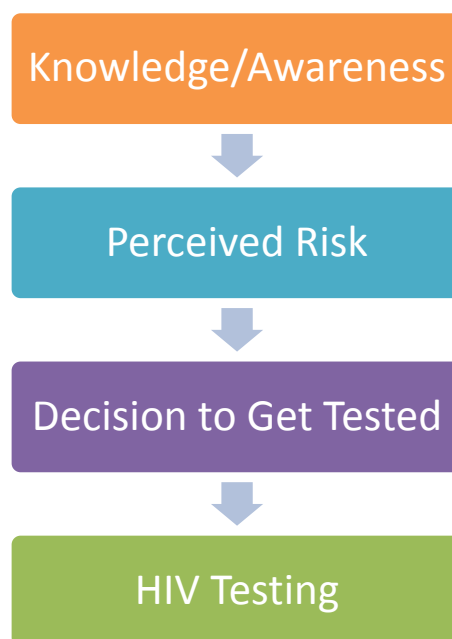 Knowledge/Awareness
Perceived Risk
Decision to Get Tested
HIV Testing